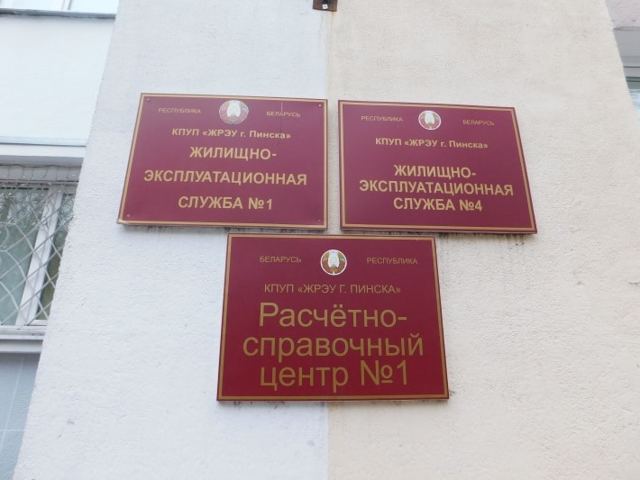 РЕСПУБЛИКА БЕЛАРУСЬ
КПУП «ЖРЭУ г. Пинска»
ЖИЛИЩНО-
ЭКСПЛУАТАЦИОННАЯ
СЛУЖБА №1
РЕСПУБЛИКА БЕЛАРУСЬ
КПУП «ЖРЭУ г. Пинска»
ЖИЛИЩНО-
ЭКСПЛУАТАЦИОННАЯ
СЛУЖБА №4
БЕЛАРУСЬ РЕСПУБЛИКА
КПУП «ЖРЭУ Г. ПИНСКА»
Расчётно-
справочный
центр №1